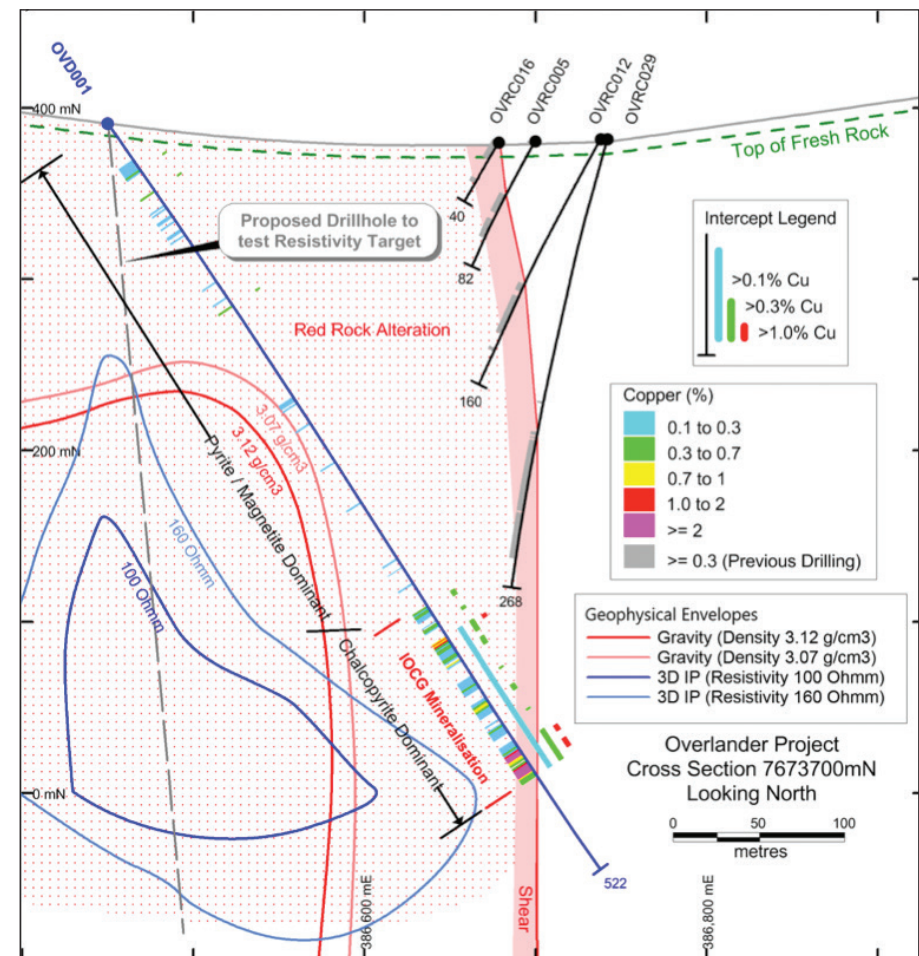 OVD001
OVRC016
OVRC005
OVRC012
OVRC029
400 mN
Top of Fresh Rock
40
82
160
268
Proposed Drillhole to
test Resistivity Target
Red Rock Alteration
Intercept Legend
>0.1% Cu
>0.3% Cu
>1.0% Cu
Copper (%)
0.1 to 0.3
0.3 to 0.7
0.7 to 1
1.0 to 2
>= 2
>= 0.3 (Previous Drilling)
200 mN
3.07 g/cm3
3.12 g/cm3
Pyrite / Magnetite Dominant
160 Ohmm
100 Ohmm
Chalcopyrite Dominant
IOCG Mineralisation
Geophysical Envelopes
Gravity (Density 3.12 g/cm3)
Gravity (Density 3.07 g/cm3)
3D IP (Resistivity 100 Ohmm)
3D IP (Resistivity 160 Ohmm)
Overlander Project
Cross Section 7673700mN
Looking North
0 50 100
metres
0 mN
522
Shear
386,600 mE
386,800 mE